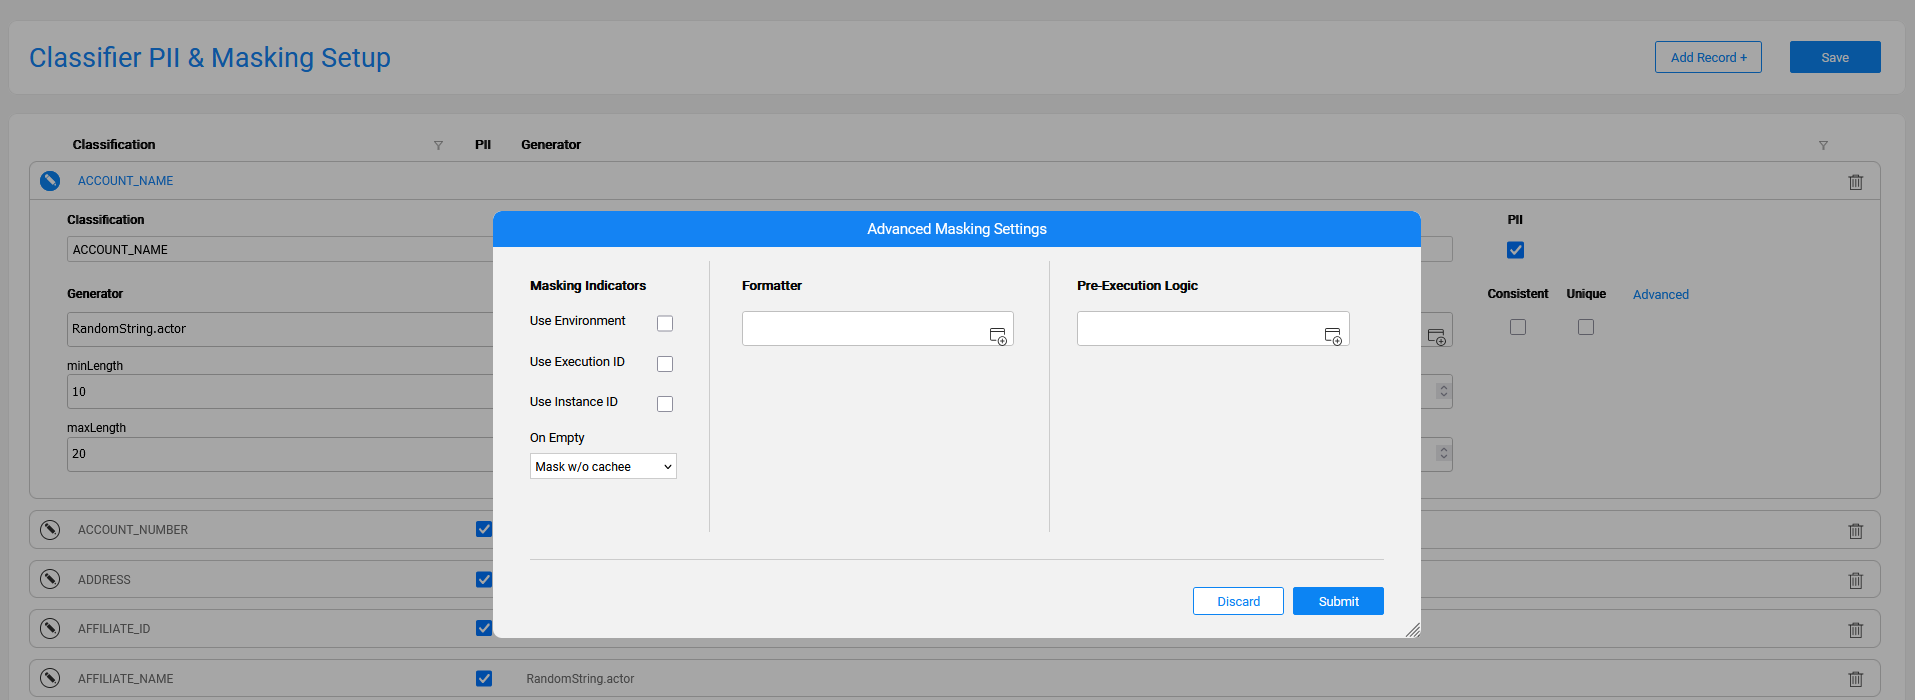 Classifier PII & Masking Setup
Add Record +
Save
Classification
PII
Generator
ACCOUNT_NAME
Classification
PII
ACCOUNT_NAME
Generator
Consistent
Unique
Advanced
RandomString.actor
minLength
10
maxLength
20
Advanced Masking Settings
Masking Indicators
Use Environment
Use Execution ID
Use Instance ID
On Empty
Mask w/o cachee
Formatter
Pre-Execution Logic
Discard
Submit
ACCOUNT_NUMBER
ADDRESS
AFFILIATE_ID
AFFILIATE_NAME
RandomString.actor